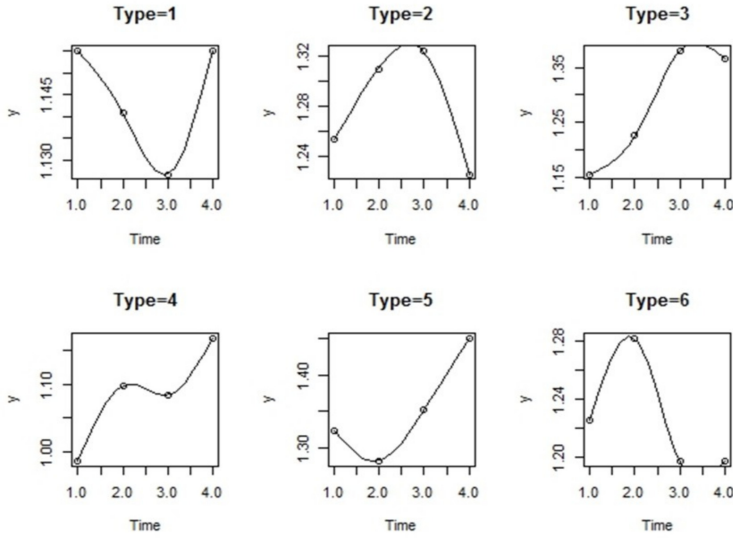 Type=1 Type=2 Type=3
y 1.130 1.145
1.0 2.0 3.0 4.0
Time
y 1.24 1.28 1.32
1.0 2.0 3.0 4.0
Time
y 1.15 1.25 1.35
1.0 2.0 3.0 4.0
Time
Type=4 Type=5 Type=6
y 1.00 1.10
1.0 2.0 3.0 4.0
Time
y 1.30 1.40
1.0 2.0 3.0 4.0
Time
y 1.20 1.24 1.28
1.0 2.0 3.0 4.0
Time